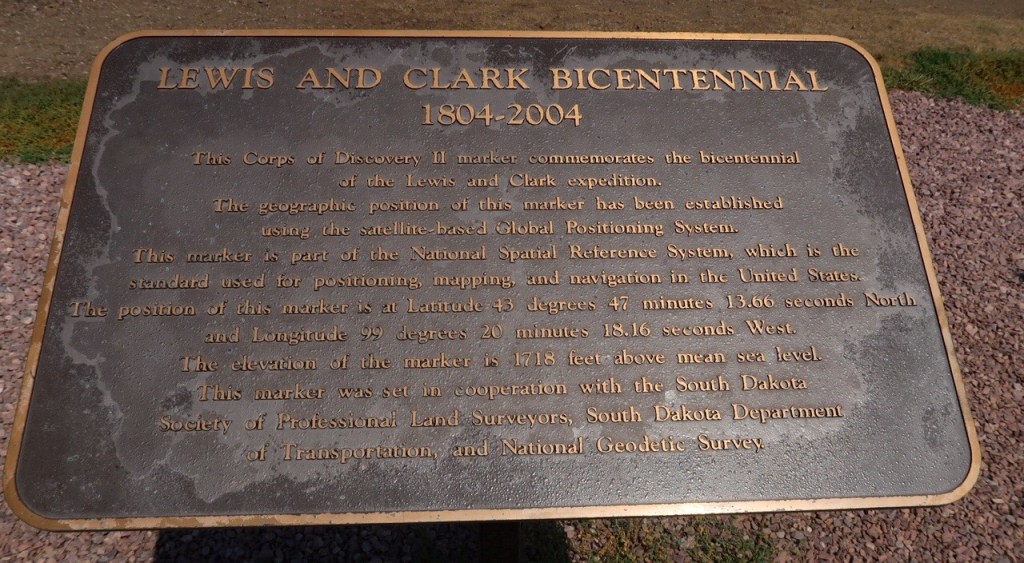 LEWIS AND CLARK BICENTENNIAL
1804-2004
This Corps of Discovery II marker commemorates the bicentennial
of the Lewis and Clark expedition.
The geographic position of this marker has been established
using the satellite-based Global Positioning System.
This marker is part of the National Spatial Reference System, which is the
standard used for positioning, mapping, and navigation in the United States.
The position of this marker is at Latitude 43 degrees 47 minutes 13.66 seconds North
and Longitude 99 degrees 20 minutes 18.16 seconds West.
The elevation of the marker is 1718 feet above mean sea level.
This marker was set in cooperation with the South Dakota
Society of Professional Land Surveyors, South Dakota Department
of Transportation, and National Geodetic Survey.